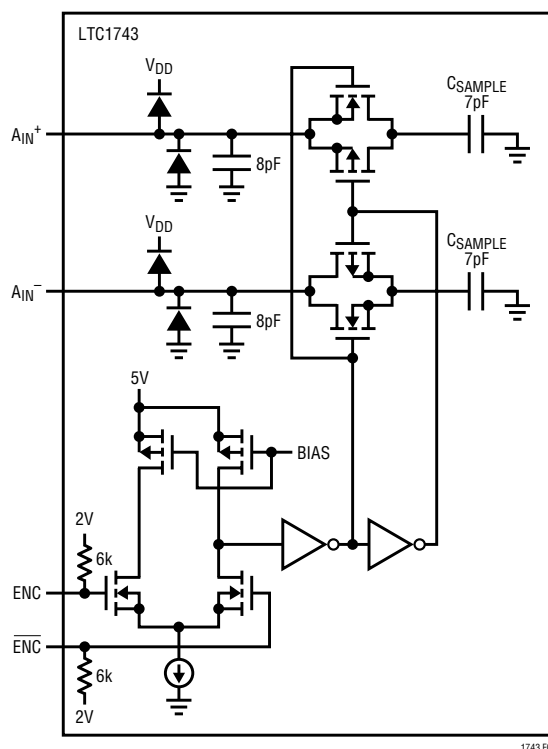 LTC1743
VDD
AIN+
8pF
CSAMPLE
7pF
VDD
AIN–
8pF
CSAMPLE
7pF
5V
BIAS
2V
6k
ENC
ENC
6k
2V